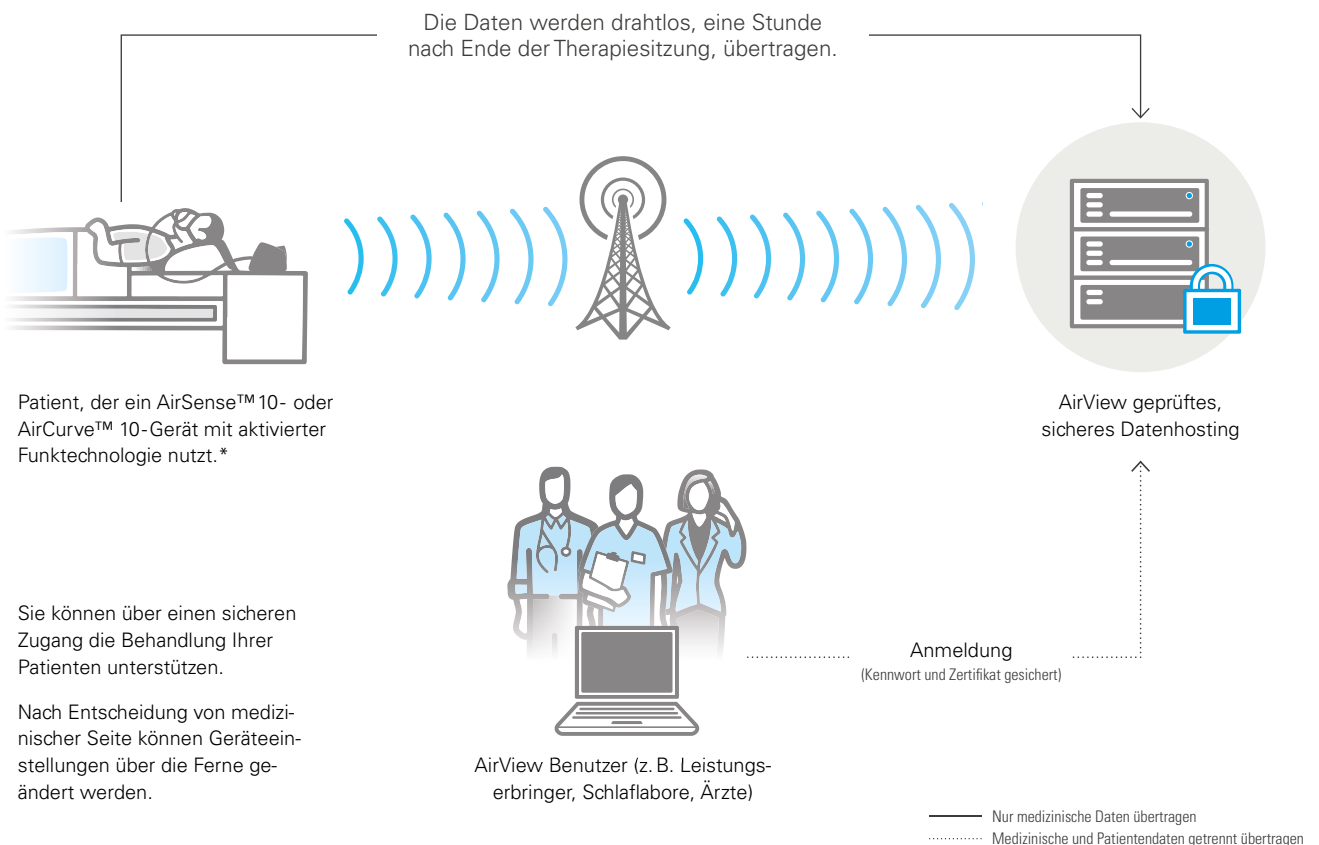 Die Daten werden drahtlos, eine Stunde
nach Ende der Therapiesitzung, übertragen.
Patient, der ein AirSense™ 10- oder
AirCurve™ 10-Gerät mit aktivierter
Funktechnologie nutzt.*
AirView geprüftes,
sicheres Datenhosting
Sie können über einen sicheren
Zugang die Behandlung Ihrer
Patienten unterstützen.
Nach Entscheidung von medizi-
nischer Seite können Geräteein-
stellungen über die Ferne ge-
ändert werden.
Anmeldung
(Kennwort und Zertifikat gesichert)
AirView Benutzer (z. B. Leistungs-
erbringer, Schlaflabore, Ärzte)
Nur medizinische Daten übertragen
Medizinische und Patientendaten getrennt übertragen